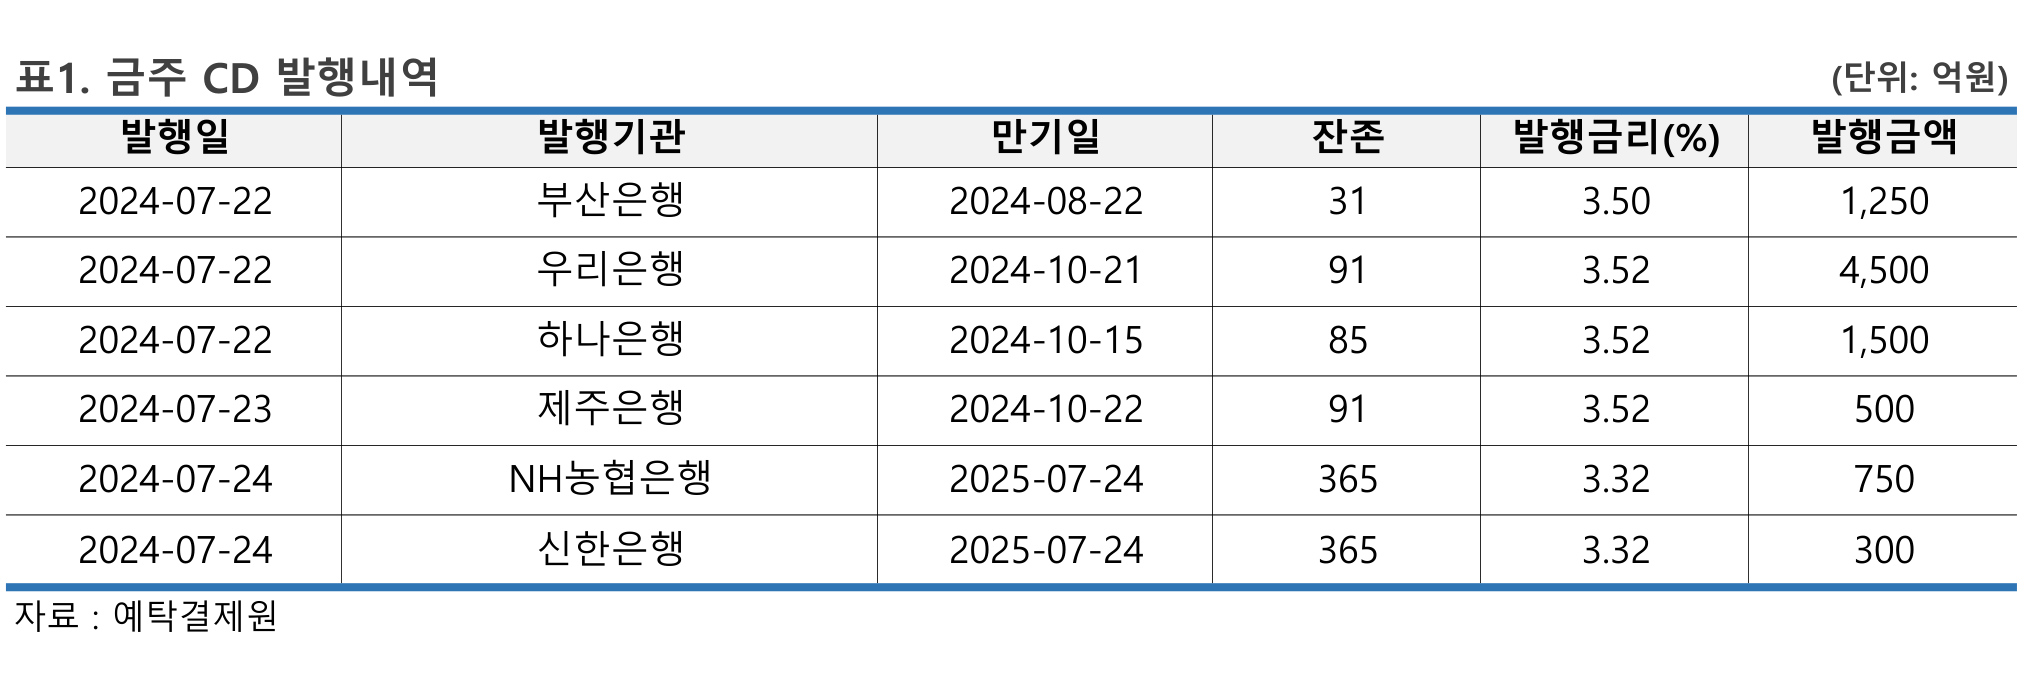 표1. 금주 CD 발행내역 (단위: 억원)
발행일 발행기관 만기일 잔존 발행금리(%) 발행금액
2024-07-22 부산은행 2024-08-22 31 3.50 1,250
2024-07-22 우리은행 2024-10-21 91 3.52 4,500
2024-07-22 하나은행 2024-10-15 85 3.52 1,500
2024-07-23 제주은행 2024-10-22 91 3.52 500
2024-07-24 NH농협은행 2025-07-24 365 3.32 750
2024-07-24 신한은행 2025-07-24 365 3.32 300
자료 : 예탁결제원